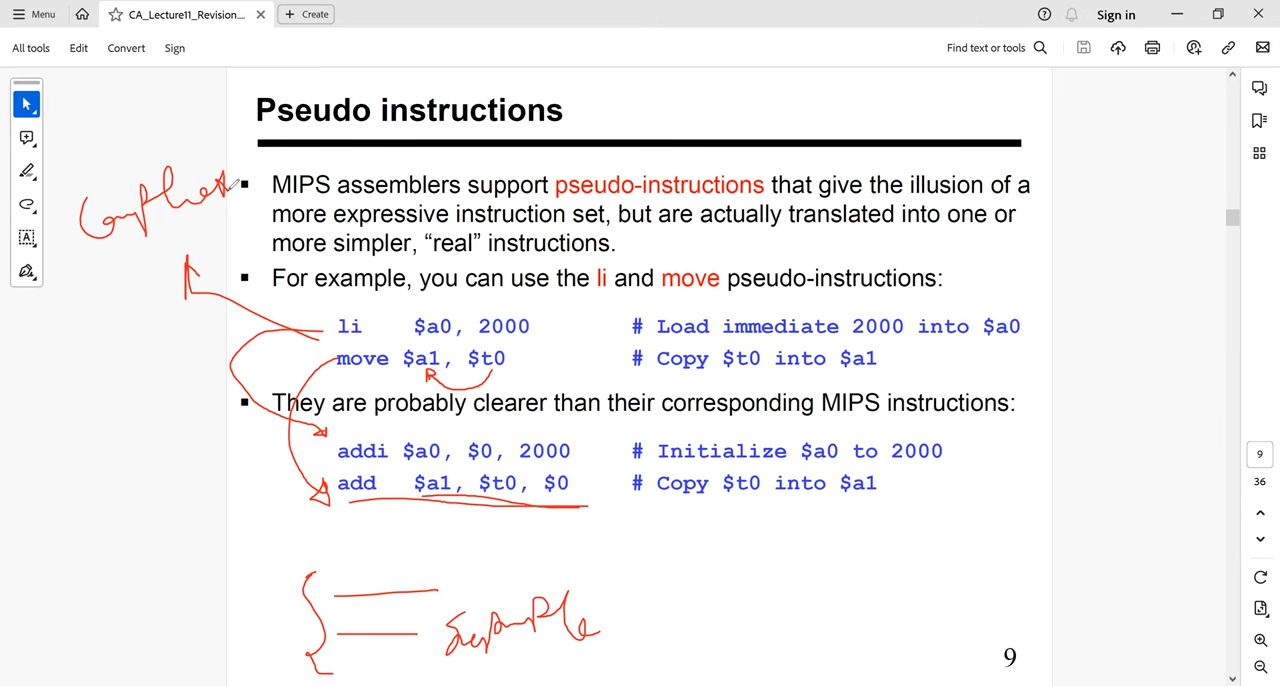 Menu
CA_Lecture11_Revision...
Create
Sign in
All tools
Edit
Convert
Sign
Find text or tools
Pseudo instructions
MIPS assemblers support pseudo-instructions that give the illusion of a
more expressive instruction set, but are actually translated into one or
more simpler, “real” instructions.
For example, you can use the li and move pseudo-instructions:
li $a0, 2000 # Load immediate 2000 into $a0
move $a1, $t0 # Copy $t0 into $a1
They are probably clearer than their corresponding MIPS instructions:
addi $a0, $0, 2000 # Initialize $a0 to 2000
add $a1, $t0, $0 # Copy $t0 into $a1
9
9
36